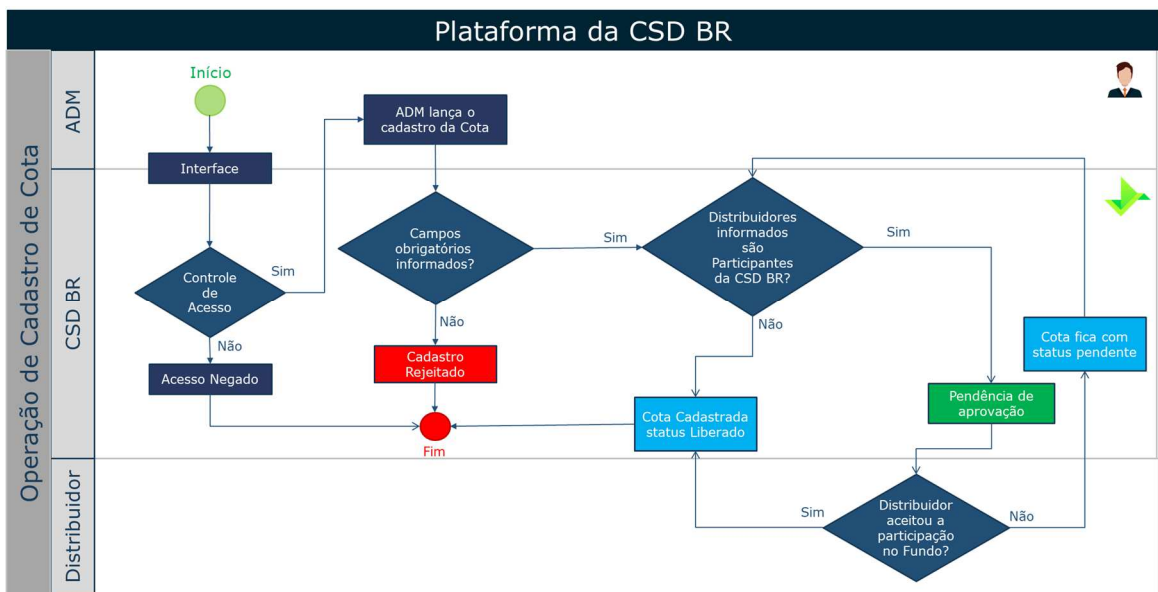 Plataforma da CSD BR
Operação de Cadastro de Cota
ADM
Início
ADM lança o
cadastro da Cota
Interface
CSD BR
Controle
de
Acesso
Sim
Não
Acesso Negado
Campos
obrigatórios
informados?
Sim
Não
Cadastro
Rejeitado
Fim
Distribuidores
informados
são
Participantes
da CSD BR?
Sim
Não
Cota Cadastrada
status Liberado
Cota fica com
status pendente
Pendência de
aprovação
Distribuidor
Sim
Distribuidor
aceitou a
participação
no Fundo?
Não